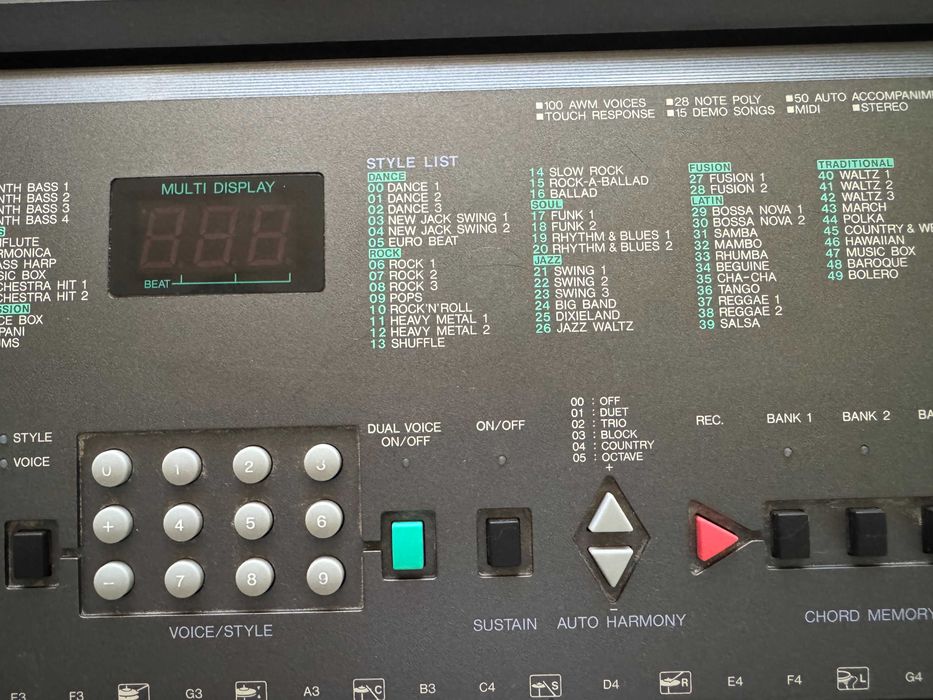 ■100 AWM VOICES
■28 NOTE POLY
■50 AUTO ACCOMPANIM
■TOUCH RESPONSE
■15 DEMO SONGS
■MIDI
■STEREO
NTH BASS 1
NTH BASS 2
NTH BASS 3
NTH BASS 4
FLUTE
RMONICA
ASS HARP
SIC BOX
CHESTRA HIT 1
CHESTRA HIT 2
SSION
CE BOX
PANI
UMS
MULTI DISPLAY
BEAT
STYLE LIST
DANCE
00 DANCE 1
01 DANCE 2
02 DANCE 3
03 NEW JACK SWING 1
04 NEW JACK SWING 2
05 EURO BEAT
ROCK
06 ROCK 1
07 ROCK 2
08 ROCK 3
09 POPS
10 ROCK'N'ROLL
11 HEAVY METAL 1
12 HEAVY METAL 2
13 SHUFFLE
14 SLOW ROCK
15 ROCK-A-BALLAD
16 BALLAD
SOUL
17 FUNK 1
18 FUNK 2
19 RHYTHM & BLUES 1
20 RHYTHM & BLUES 2
JAZZ
21 SWING 1
22 SWING 2
23 SWING 3
24 BIG BAND
25 DIXIELAND
26 JAZZ WALTZ
FUSION
27 FUSION 1
28 FUSION 2
LATIN
29 BOSSA NOVA 1
30 BOSSA NOVA 2
31 SAMBA
32 MAMBO
33 RHUMBA
34 BEGUINE
35 CHA-CHA
36 TANGO
37 REGGAE 1
38 REGGAE 2
39 SALSA
TRADITIONAL
40 WALTZ 1
41 WALTZ 2
42 WALTZ 3
43 MARCH
44 POLKA
45 COUNTRY & WE
46 HAWAIIAN
47 MUSIC BOX
48 BAROQUE
49 BOLERO
STYLE
VOICE
0 1 2 3
+ 4 5 6
− 7 8 9
VOICE/STYLE
DUAL VOICE
ON/OFF
ON/OFF
SUSTAIN
00 : OFF
01 : DUET
02 : TRIO
03 : BLOCK
04 : COUNTRY
05 : OCTAVE
+
−
AUTO HARMONY
REC.
BANK 1
BANK 2
BA
CHORD MEMORY
E3 F3 G3 A3 C B3 C4 S D4 R E4 F4 L G4